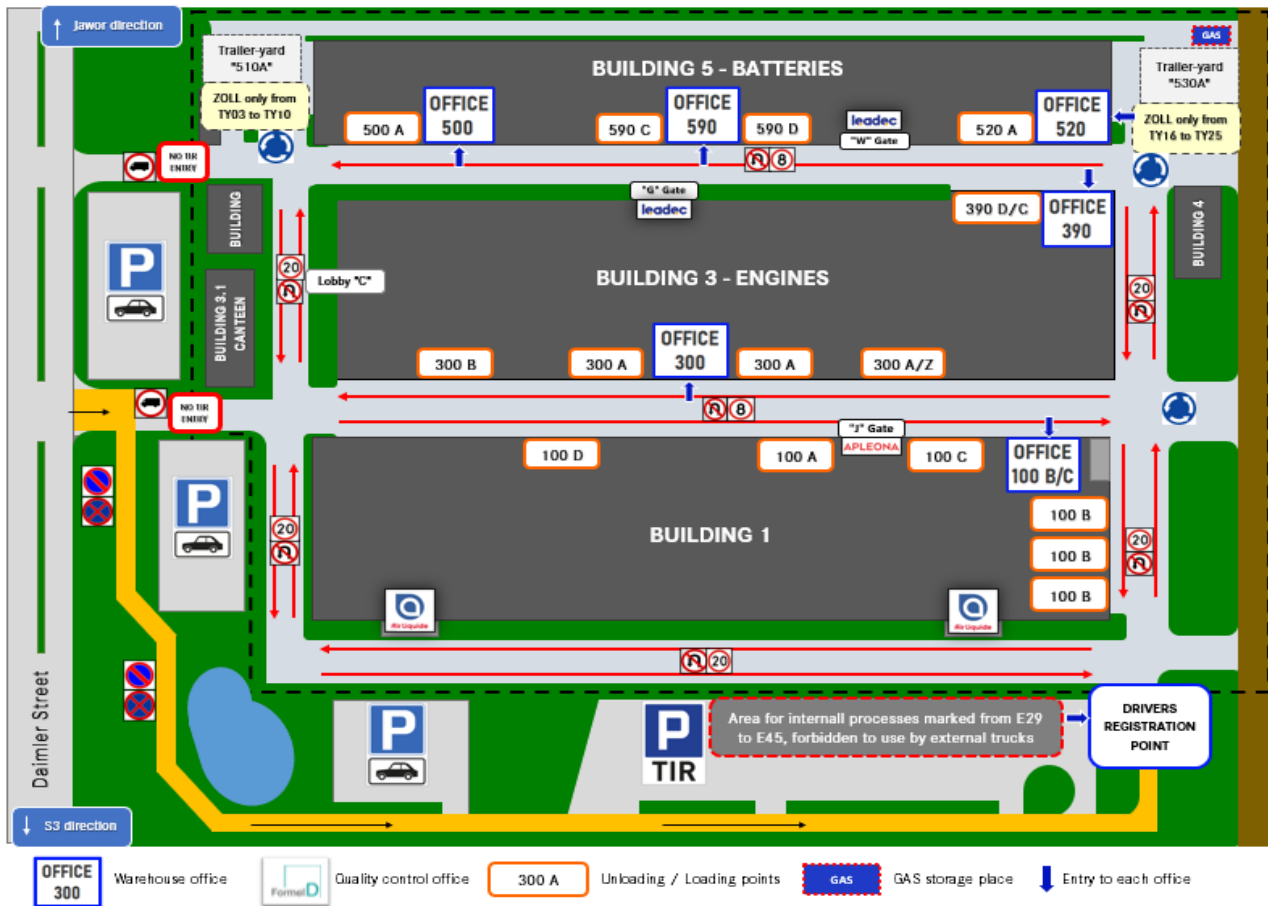 Jawor direction
GAS
Trailer-yard
"510A"
ZOLL only from
TY03 to TY10
BUILDING 5 - BATTERIES
Trailer-yard
"530A"
ZOLL only from
TY16 to TY25
500 A
OFFICE
500
590 C
OFFICE
590
590 D
leadec
"W" Gate
520 A
OFFICE
520
NO TIR
ENTRY
8
"G" Gate
leadec
390 D/C
OFFICE
390
BUILDING
BUILDING 4
P
20
Lobby "C"
BUILDING 3 - ENGINES
20
BUILDING 3.1
CANTEEN
300 B
300 A
OFFICE
300
300 A
300 A/Z
NO TIR
ENTRY
8
"J" Gate
APLEONA
100 D
100 A
100 C
OFFICE
100 B/C
P
20
BUILDING 1
100 B
100 B
100 B
20
Air Liquide
Air Liquide
20
Daimler Street
P
P
TIR
Area for internall processes marked from E29
to E45, forbidden to use by external trucks
DRIVERS
REGISTRATION
POINT
S3 direction
OFFICE
300
Warehouse office
Formel D
Quality control office
300 A
Unloading / Loading points
GAS
GAS storage place
Entry to each office